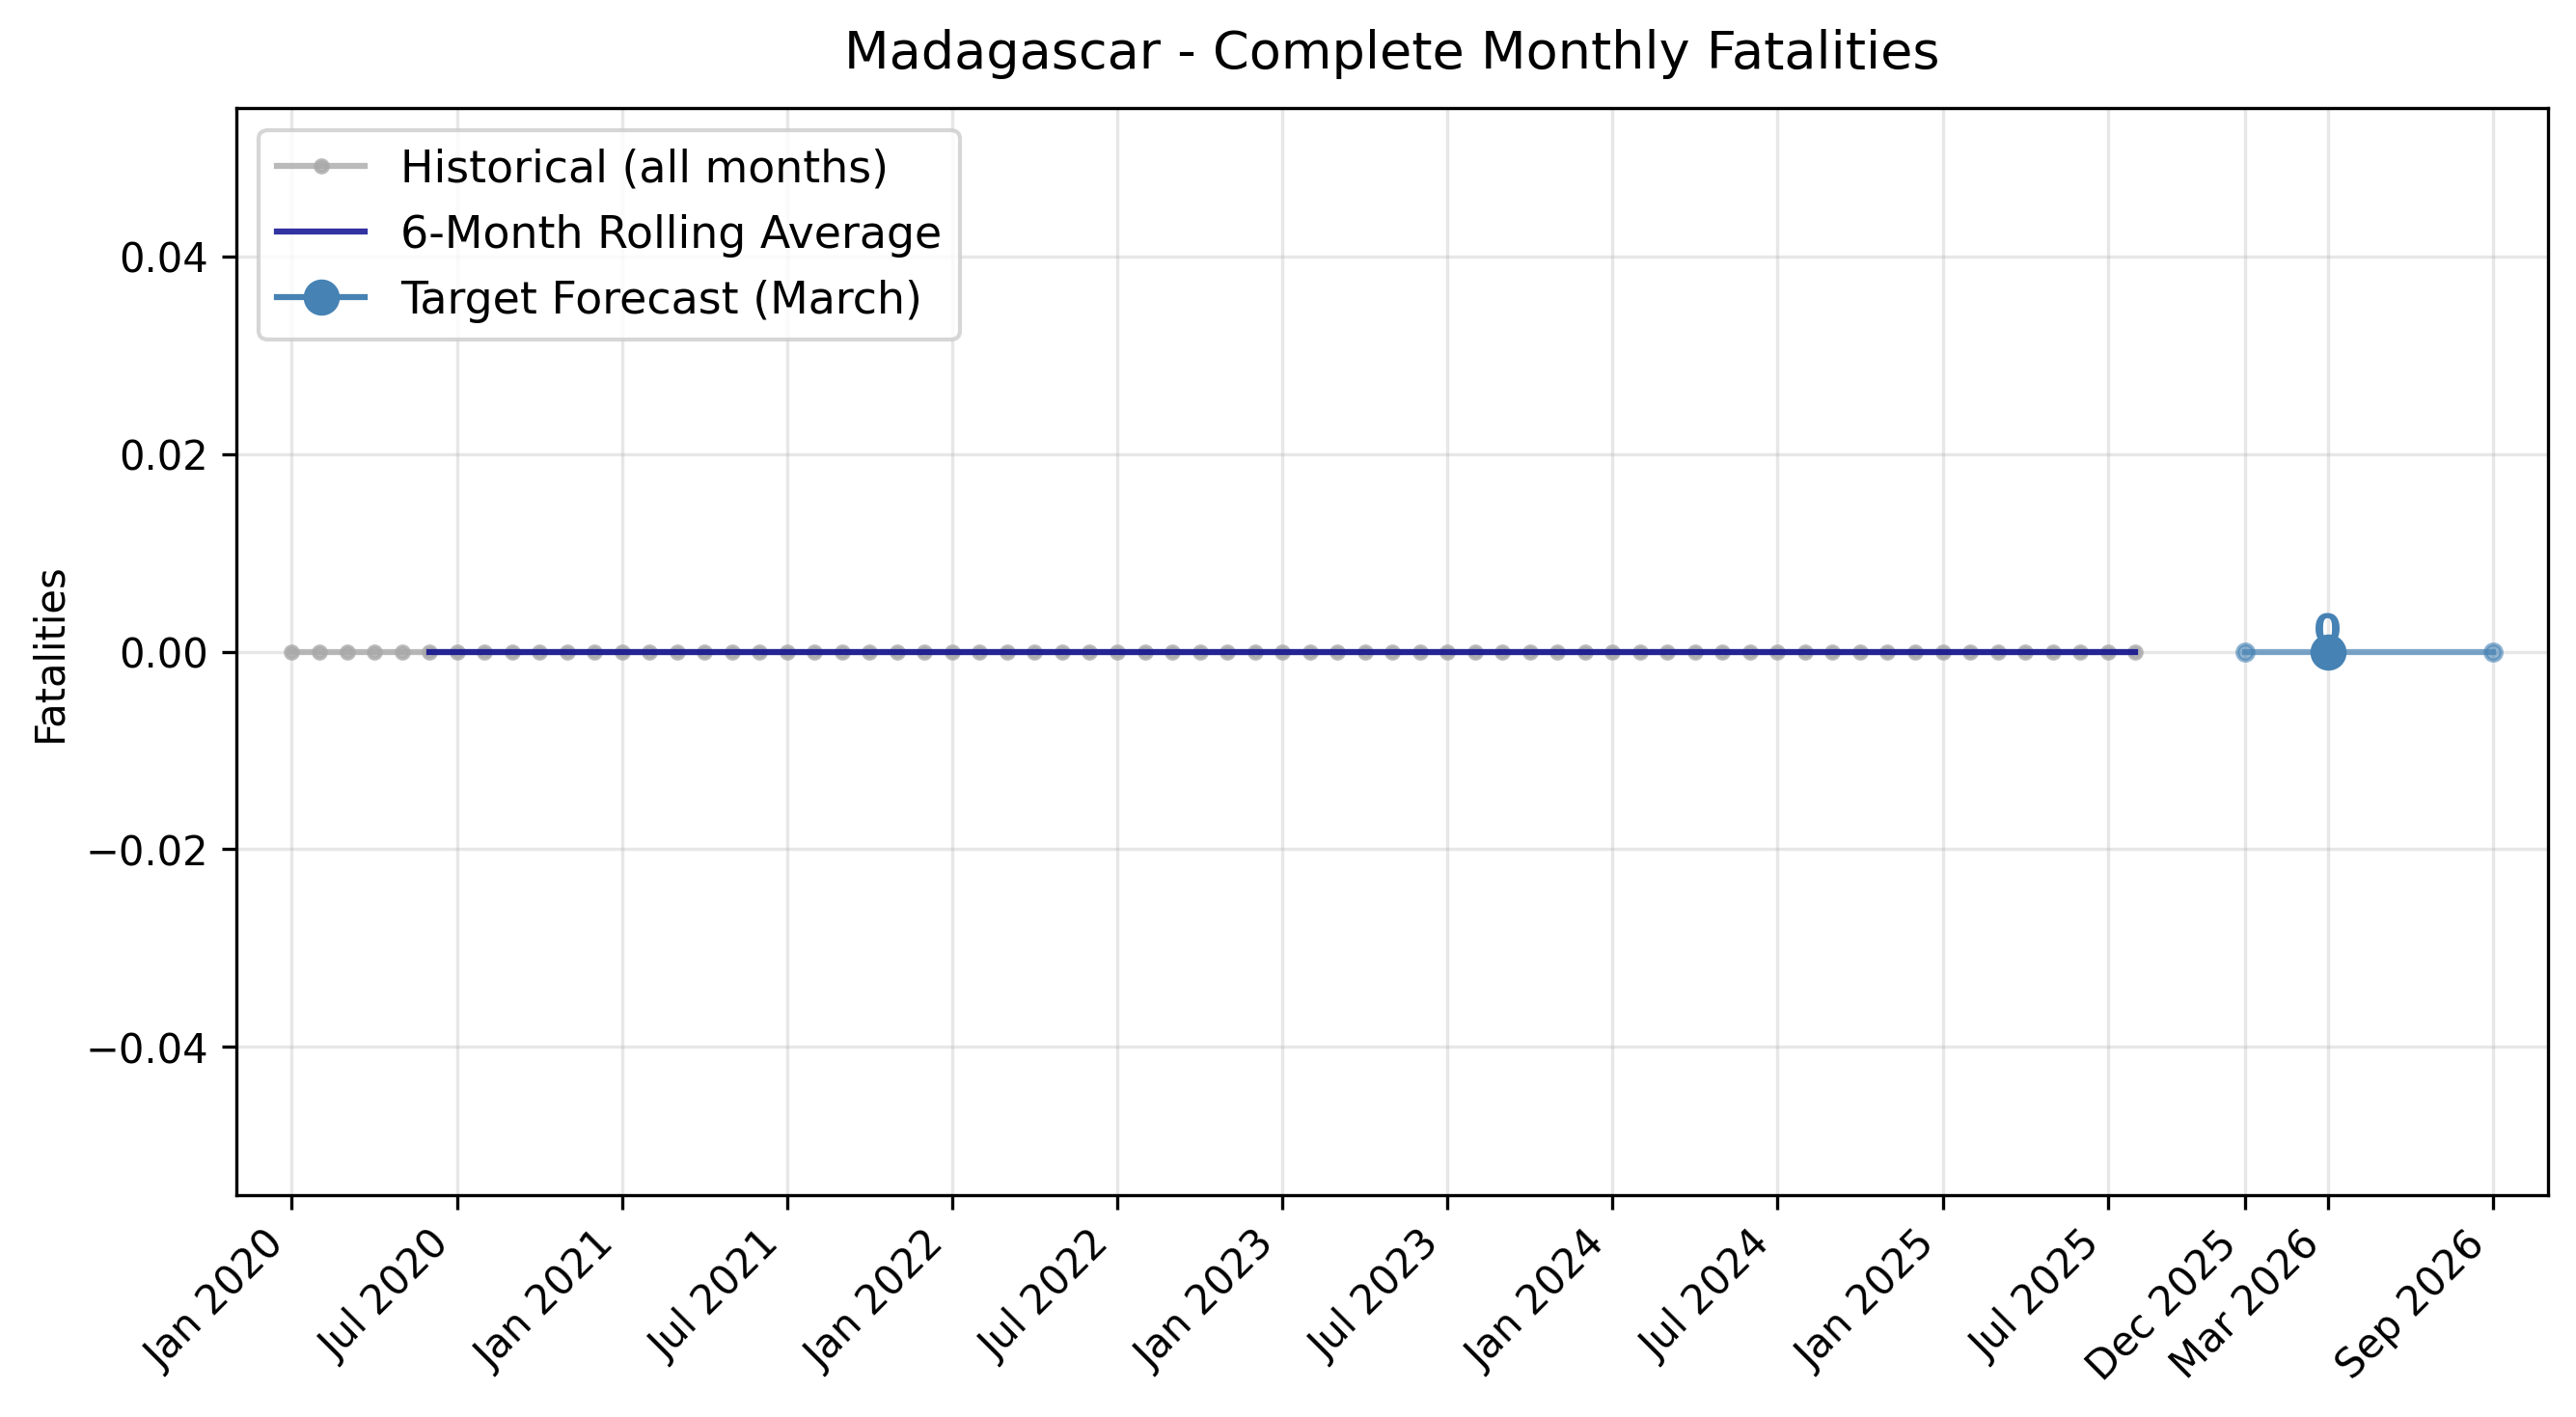 Madagascar - Complete Monthly Fatalities
Historical (all months)
6-Month Rolling Average
Target Forecast (March)
Fatalities
0.04
0.02
0.00
−0.02
−0.04
0
Jan 2020
Jul 2020
Jan 2021
Jul 2021
Jan 2022
Jul 2022
Jan 2023
Jul 2023
Jan 2024
Jul 2024
Jan 2025
Jul 2025
Dec 2025
Mar 2026
Sep 2026